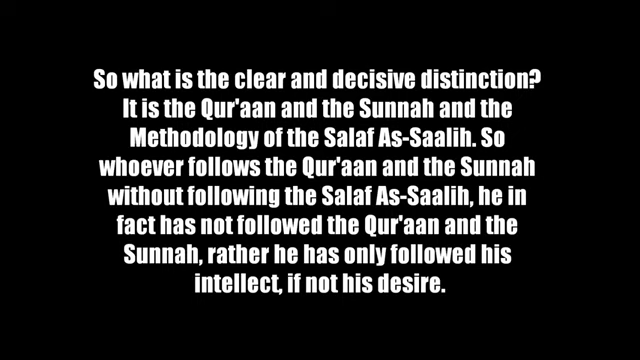 So what is the clear and decisive distinction?
It is the Qur'aan and the Sunnah and the
Methodology of the Salaf As-Saalih. So
whoever follows the Qur'aan and the Sunnah
without following the Salaf As-Saalih, he in
fact has not followed the Qur'aan and the
Sunnah, rather he has only followed his
intellect, if not his desire.